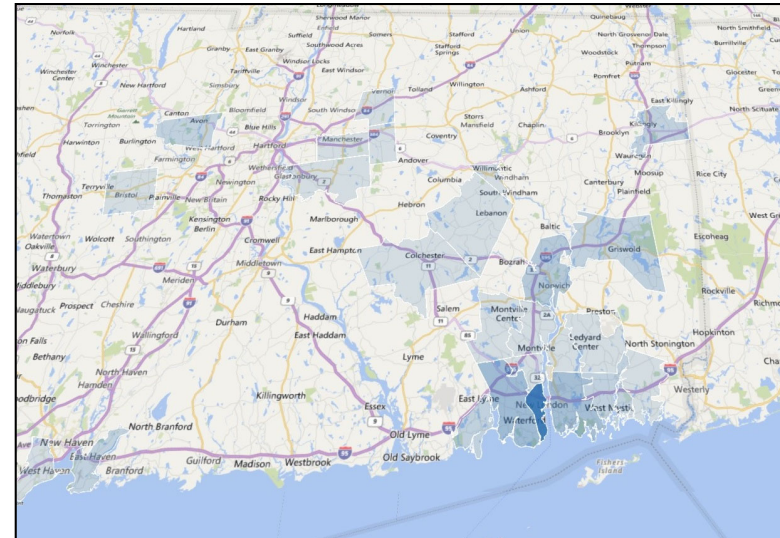 Norfolk
Hartland
Suffield
Sherwood Manor
Enfield
Somers
Stafford
Union
Quinebaug
Webster
North Grosvenor Dale
North Smithfield
Granby
East Granby
Southwood Acres
Stafford
Springs
Thompson
Burrillville
Winchester
Center
Winchester
Tariffville
Windsor Locks
East Windsor
Woodstock
Putnam
New Hartford
Simsbury
Windsor
Tolland
Willington
Ashford
Pomfret
Glocester
Canton
Bloomfield
South Windsor
East Killingly
Torrington
Avon
Blue Hills
Storrs
Mansfield
Chaplin
Killingly
North Scituate
Harwinton
Burlington
West Hartford
Hartford
Manchester
Coventry
Brooklyn
Farmington
Wethersfield
Andover
Willimantic
Wauregan
Thomaston
Terryville
Newington
Glastonbury
Columbia
Windham
Canterbury
Moosup
Rice City
Bristol
Plainville
New Britain
Rocky Hill
South Windham
Plainfield
Hebron
Lebanon
Watertown
Wolcott
Southington
Kensington
Berlin
Marlborough
Baltic
Oakville
Cromwell
East Hampton
Colchester
Griswold
Escoheag
Waterbury
Middletown
Bozrah
Norwich
Middlebury
Meriden
Rockville
Prospect
Cheshire
Haddam
Salem
Montville
Center
Preston
Naugatuck
Durham
Hopkinton
Wallingford
East Haddam
Lyme
Montville
Ledyard
Center
North Stonington
Bethany
North Haven
Hamden
Killingworth
Essex
East Lyme
New London
West Mystic
Westerly
North Branford
Old Lyme
Waterford
New Haven
East Haven
West Haven
Branford
Guilford
Madison
Westbrook
Old Saybrook
Fishers
Island